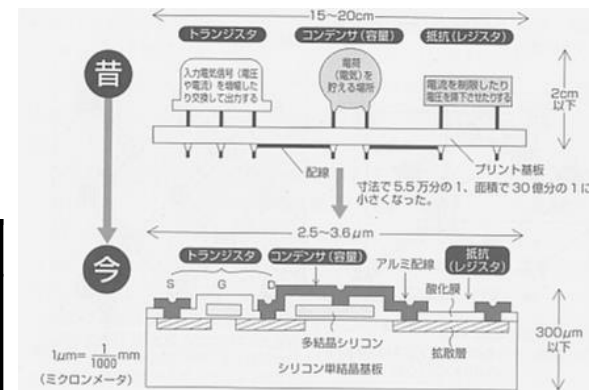 15~20cm
トランジスタ
コンデンサ(容量)
抵抗(レジスタ)
昔
入力電気信号(電圧
や電流)を増幅した
り交換して出力する
電荷
(電気)を
貯える場所
電流を制限したり
電圧を降下させたりする
2cm
以下
配線
プリント基板
寸法で5.5万分の1、面積で30億分の1に
小さくなった。
2.5~3.6μm
今
トランジスタ
コンデンサ(容量)
アルミ配線
抵抗
(レジスタ)
S G D
酸化膜
多結晶シリコン
拡散層
シリコン単結晶基板
300μm
以下
1μm= 1/1000 mm
(ミクロンメータ)